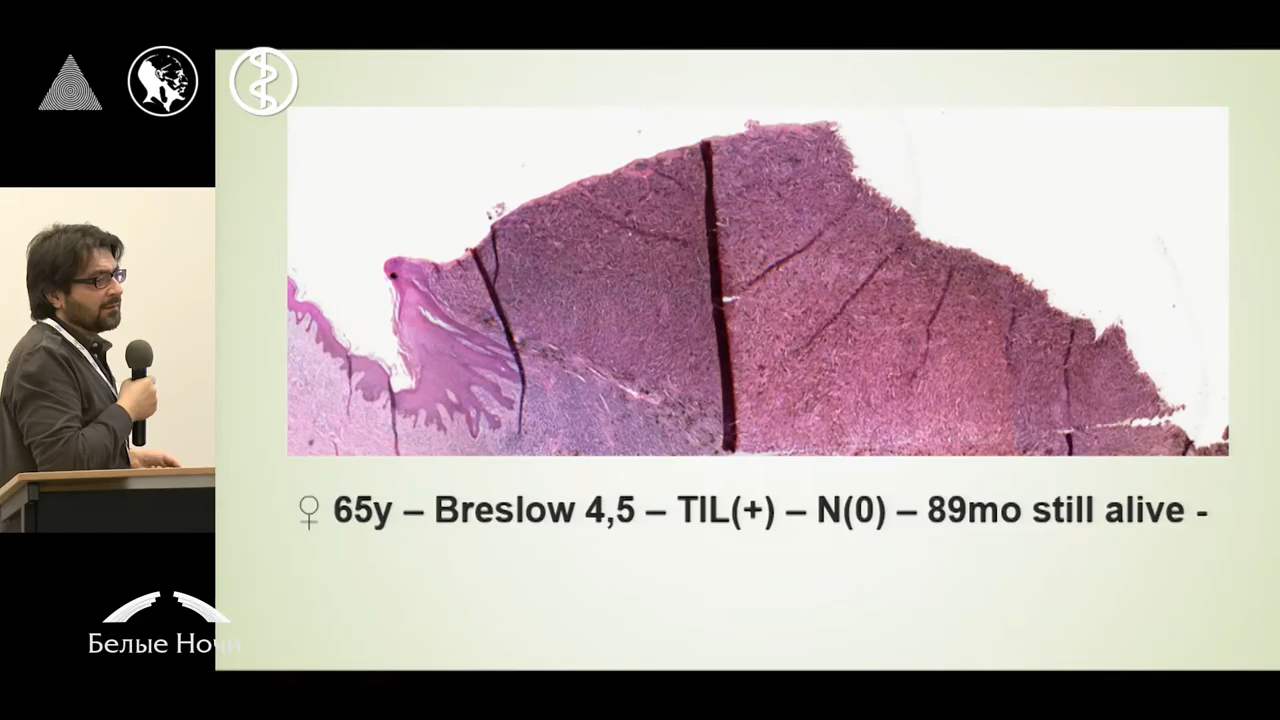 ♀ 65y – Breslow 4,5 – TIL(+) – N(0) – 89mo still alive -
Белые Ночи